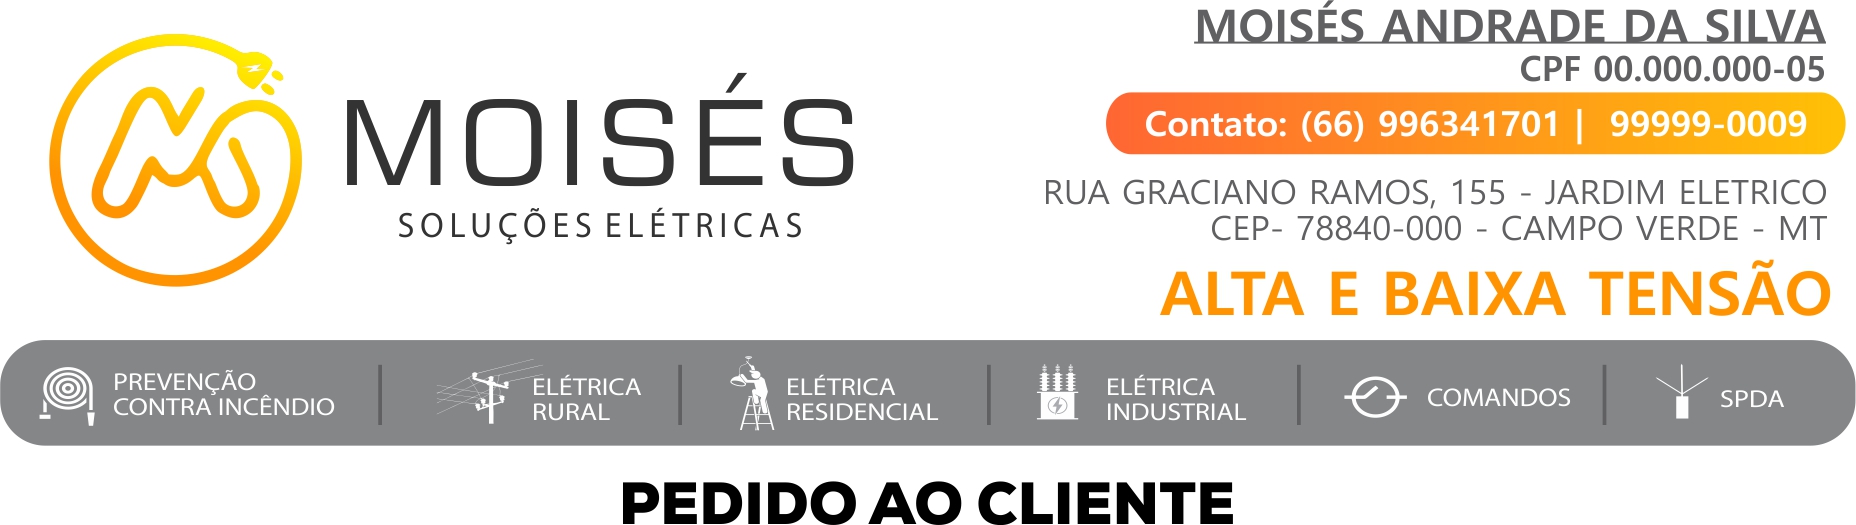 MOISÉS
SOLUÇÕES ELÉTRICAS
MOISÉS ANDRADE DA SILVA
CPF 00.000.000-05
Contato: (66) 996341701 | 99999-0009
RUA GRACIANO RAMOS, 155 - JARDIM ELETRICO
CEP- 78840-000 - CAMPO VERDE - MT
ALTA E BAIXA TENSÃO
PREVENÇÃO
CONTRA INCÊNDIO
ELÉTRICA
RURAL
ELÉTRICA
RESIDENCIAL
ELÉTRICA
INDUSTRIAL
COMANDOS
SPDA
PEDIDO AO CLIENTE